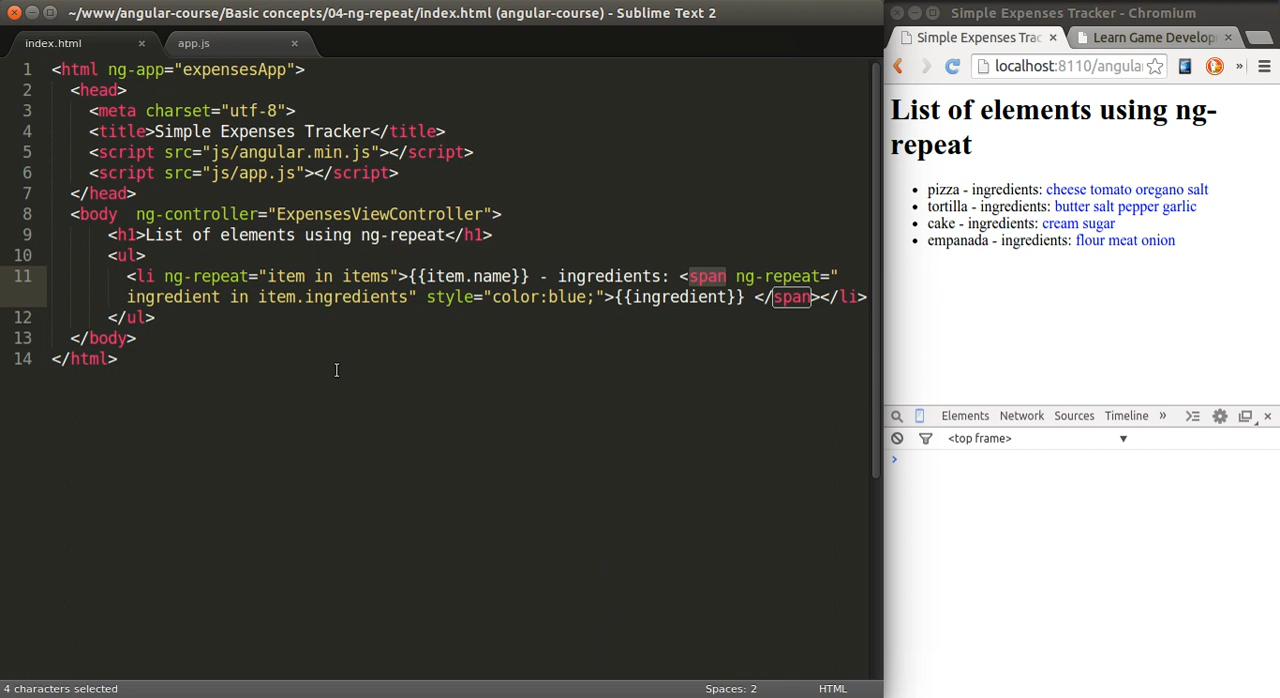 ~/www/angular-course/Basic concepts/04-ng-repeat/index.html (angular-course) - Sublime Text 2
index.html × app.js ×
1 <html ng-app="expensesApp">
2 <head>
3 <meta charset="utf-8">
4 <title>Simple Expenses Tracker</title>
5 <script src="js/angular.min.js"></script>
6 <script src="js/app.js"></script>
7 </head>
8 <body  ng-controller="ExpensesViewController">
9 <h1>List of elements using ng-repeat</h1>
10 <ul>
11 <li ng-repeat="item in items">{{item.name}} - ingredients: <span ng-repeat="
ingredient in item.ingredients" style="color:blue;">{{ingredient}} </span></li>
12 </ul>
13 </body>
14 </html>
4 characters selected
Spaces: 2
HTML
Simple Expenses Tracker - Chromium
Simple Expenses Trac × Learn Game Develop ×
localhost:8110/angula
»
List of elements using ng-
repeat
• pizza - ingredients: cheese tomato oregano salt
• tortilla - ingredients: butter salt pepper garlic
• cake - ingredients: cream sugar
• empanada - ingredients: flour meat onion
Elements Network Sources Timeline » ×
<top frame> ▼